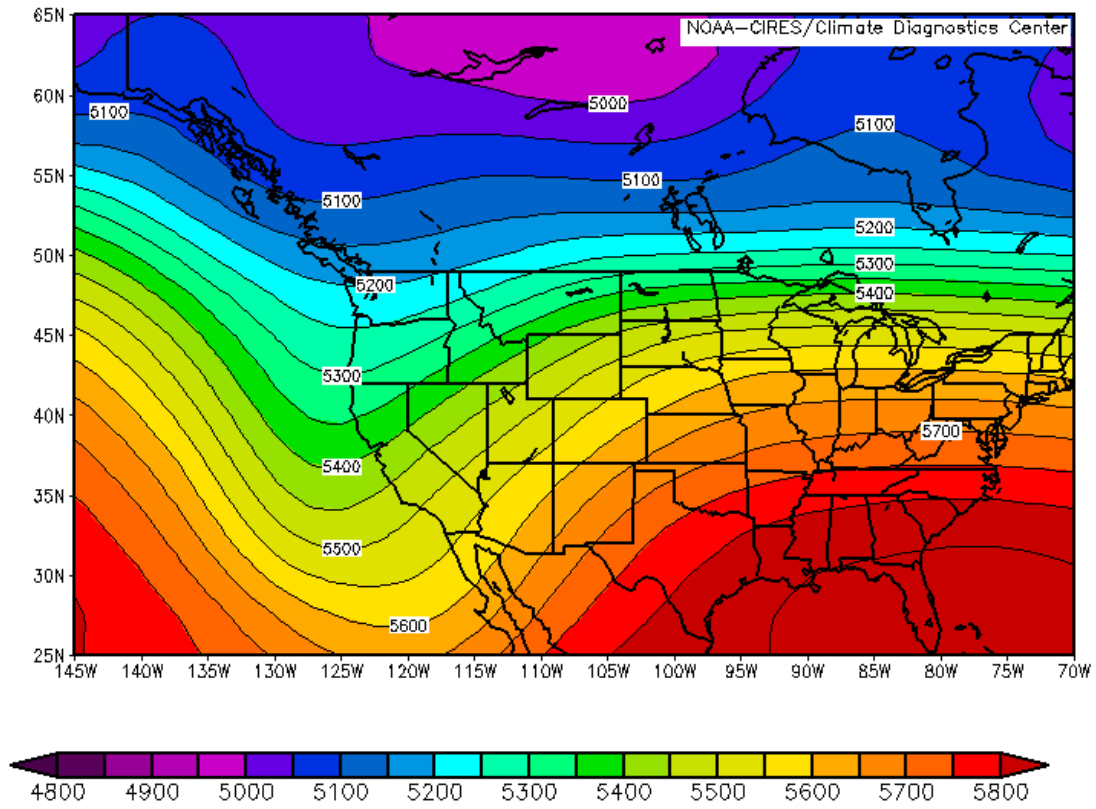 65N
NOAA-CIRES/Climate Diagnostics Center
60N
5000
5100
5100
55N
5100
5100
5200
50N
5300
5200
5400
45N
5300
40N
5700
5400
35N
5500
30N
5600
25N
145W 140W 135W 130W 125W 120W 115W 110W 105W 100W 95W 90W 85W 80W 75W 70W
4800 4900 5000 5100 5200 5300 5400 5500 5600 5700 5800